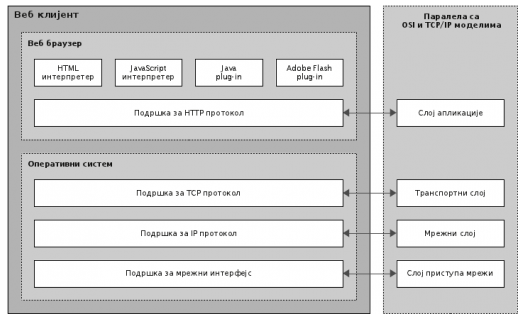 Веб клијент
Веб браузер
HTML
интерпретер
JavaScript
интерпретер
Java
plug-in
Adobe Flash
plug-in
Подршка за HTTP протокол
Оперативни систем
Подршка за TCP протокол
Подршка за IP протокол
Подршка за мрежни интерфејс
Паралела са
OSI и TCP/IP моделима
Слој апликације
Транспортни слој
Мрежни слој
Слој приступа мрежи